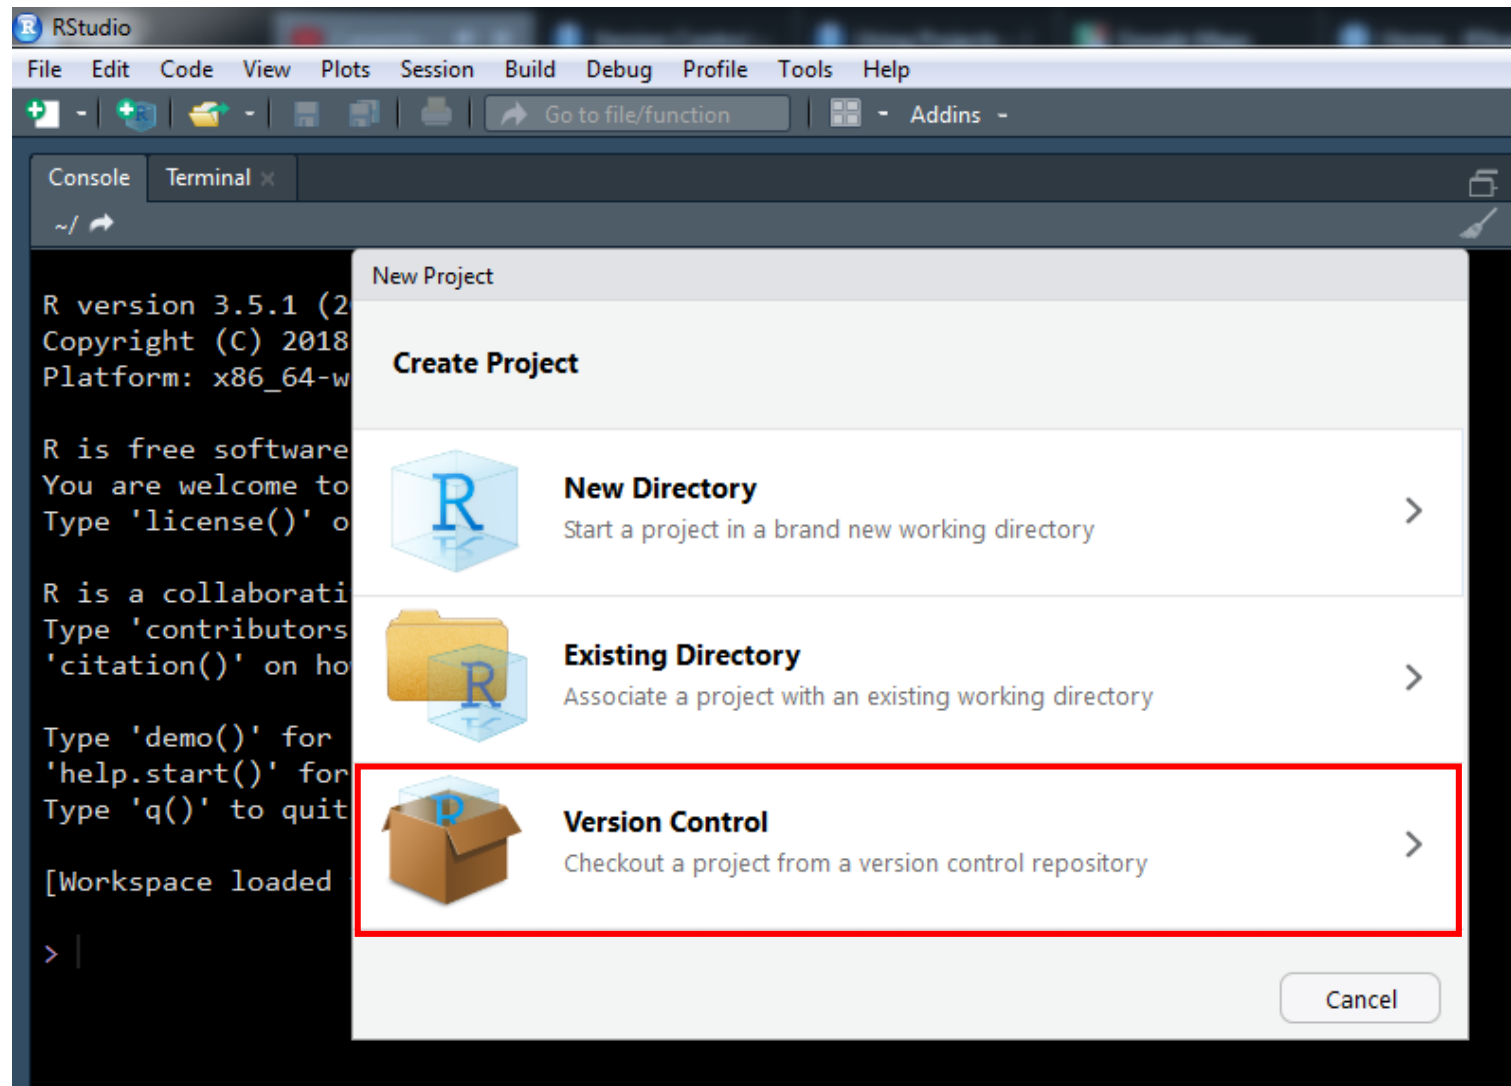 RStudio
File Edit Code View Plots Session Build Debug Profile Tools Help
Go to file/function Addins
Console Terminal
~/
R version 3.5.1 (2
Copyright (C) 2018
Platform: x86_64-w
R is free software
You are welcome to
Type 'license()' o
R is a collaborati
Type 'contributors
'citation()' on ho
Type 'demo()' for
'help.start()' for
Type 'q()' to quit
[Workspace loaded
>
New Project
Create Project
New Directory
Start a project in a brand new working directory
Existing Directory
Associate a project with an existing working directory
Version Control
Checkout a project from a version control repository
Cancel